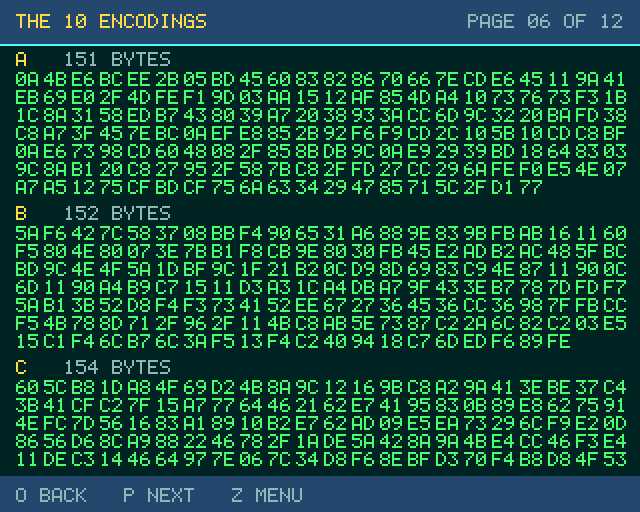 THE 10 ENCODINGS
PAGE 06 OF 12
A 151 BYTES
0A 4B E6 BC EE 2B 05 BD 45 60 83 82 86 70 66 7E CD E6 45 11 9A 41
EB 69 E0 2F 4D FE F1 9D 03 AA 15 12 AF 85 4D A4 10 73 76 73 F3 1B
1C 8A 31 58 ED B7 43 80 39 A7 20 38 93 3A CC 6D 9C 32 20 BA FD 38
C8 A7 3F 45 7E BC 0A EF E8 85 2B 92 F6 F9 CD 2C 10 5B 10 CD C8 BF
0A E6 73 98 CD 60 48 08 2F 85 8B DB 9C 0A E9 29 39 BD 18 64 83 03
9C 8A B1 20 C8 27 95 2F 58 7B C8 2F FD 27 CC 29 6A FE F0 E5 4E 07
A7 A5 12 75 CF BD CF 75 6A 63 34 29 47 85 71 5C 2F D1 77
B 152 BYTES
5A F6 42 7C 58 37 08 BB F4 90 65 31 A6 88 9E 83 9B FB AB 16 11 60
F5 80 4E 80 07 3E 7B B1 F8 CB 9E 80 30 FB 45 E2 AD B2 AC 48 5F BC
BD 9C 4E 4F 5A 1D BF 9C 1F 21 B2 0C D9 8D 69 83 C9 4E 87 11 90 0C
6D 11 90 A4 B9 C7 15 11 D3 A3 1C A4 DB A7 9F 43 3E B7 78 7D FD F7
5A B1 3B 52 D8 F4 F3 73 41 52 EE 67 27 36 45 36 CC 36 98 7F FB CC
F5 4B 78 8D 71 2F 96 2F 11 4B C8 AB 5E 73 87 C2 2A 6C 82 C2 03 E5
15 C1 F4 6C B7 6C 3A F5 13 F4 C2 40 94 18 C7 6D ED F6 89 FE
C 154 BYTES
60 5C B8 1D A8 4F 69 D2 4B 8A 9C 12 16 9B C8 A2 9A 41 3E BE 37 C4
3B 41 CF C2 7F 15 A7 77 64 46 21 62 E7 41 95 83 0B 89 E8 62 75 91
4E FC 7D 56 16 83 A1 89 10 B2 E7 62 AD 09 E5 EA 73 29 6C F9 E2 0D
86 56 D6 8C A9 88 22 46 78 2F 1A DE 5A 42 8A 9A 4B E4 CC 46 F3 E4
11 DE C3 14 46 64 97 7E 06 7C 34 D8 F6 8E BF D3 70 F4 B8 D8 4F 53
O BACK P NEXT Z MENU